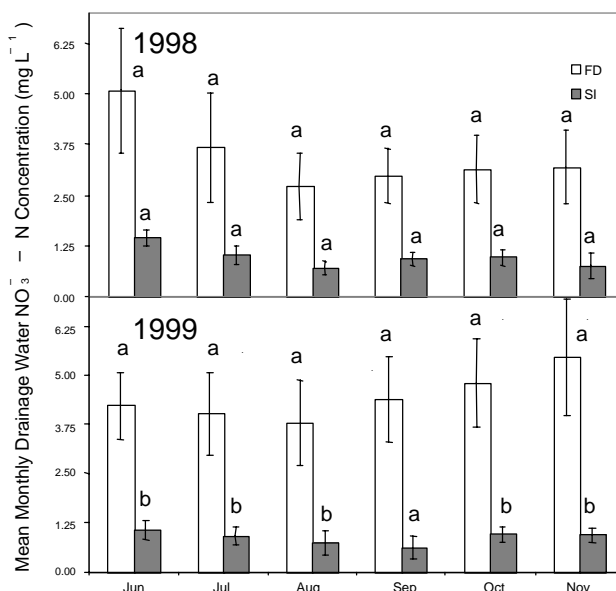 Mean Monthly Drainage Water NO₃⁻ – N Concentration (mg L⁻¹)
1998
6.25
5.00
3.75
2.50
1.25
0.00
FD
SI
a a a a a a
a a a a a a
1999
6.25
5.00
3.75
2.50
1.25
0.00
a a a a a a
b b b a b b
Jun Jul Aug Sep Oct Nov